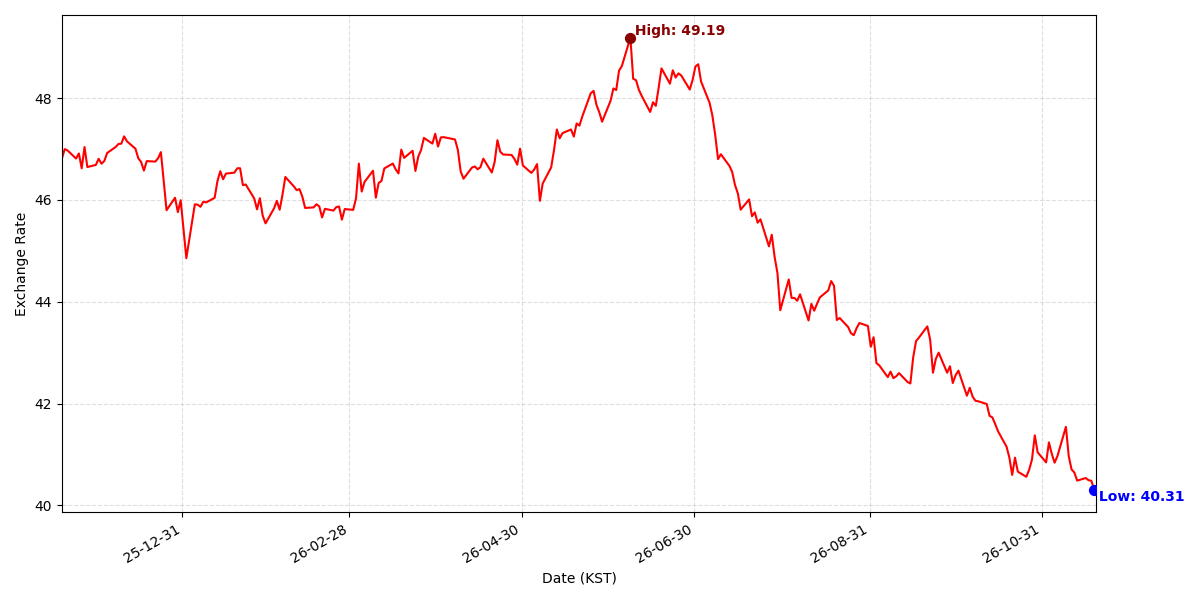 High: 49.19
48
46
44
42
40
Exchange Rate
Low: 40.31
25-12-31
26-02-28
26-04-30
26-06-30
26-08-31
26-10-31
Date (KST)